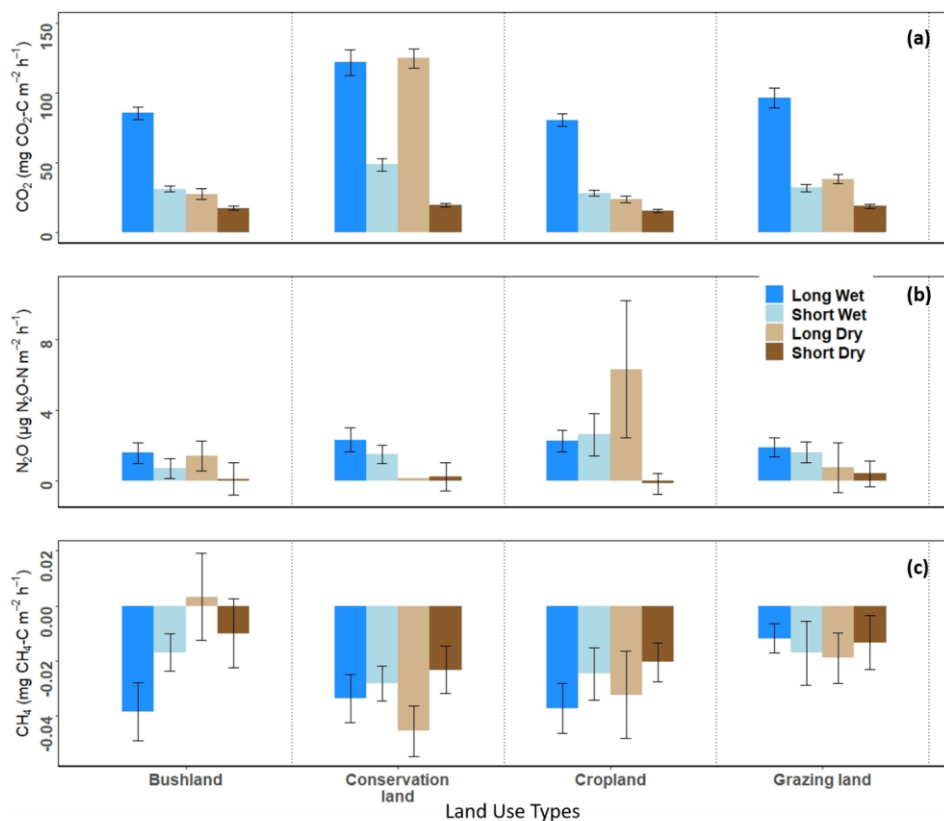 (a)
CO₂ (mg CO₂-C m⁻² h⁻¹)
150
100
50
0
(b)
N₂O (µg N₂O-N m⁻² h⁻¹)
8
4
0
Long Wet
Short Wet
Long Dry
Short Dry
(c)
CH₄ (mg CH₄-C m⁻² h⁻¹)
0.02
0.00
-0.02
-0.04
Bushland
Conservation
land
Cropland
Grazing land
Land Use Types